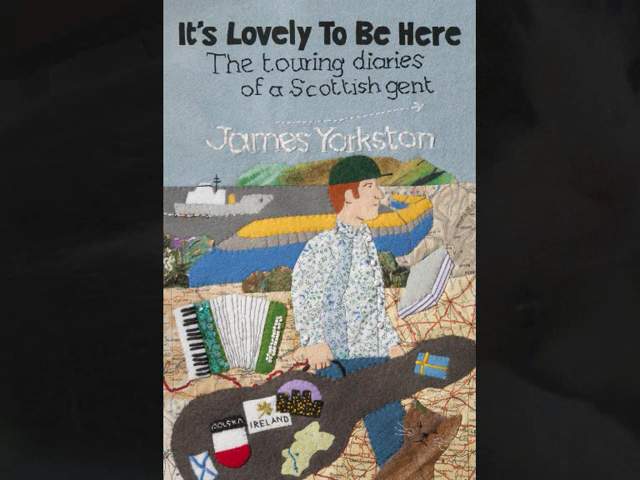 It's Lovely To Be Here
The touring diaries
of a Scottish gent
James Yorkston
POLSKA
IRELAND